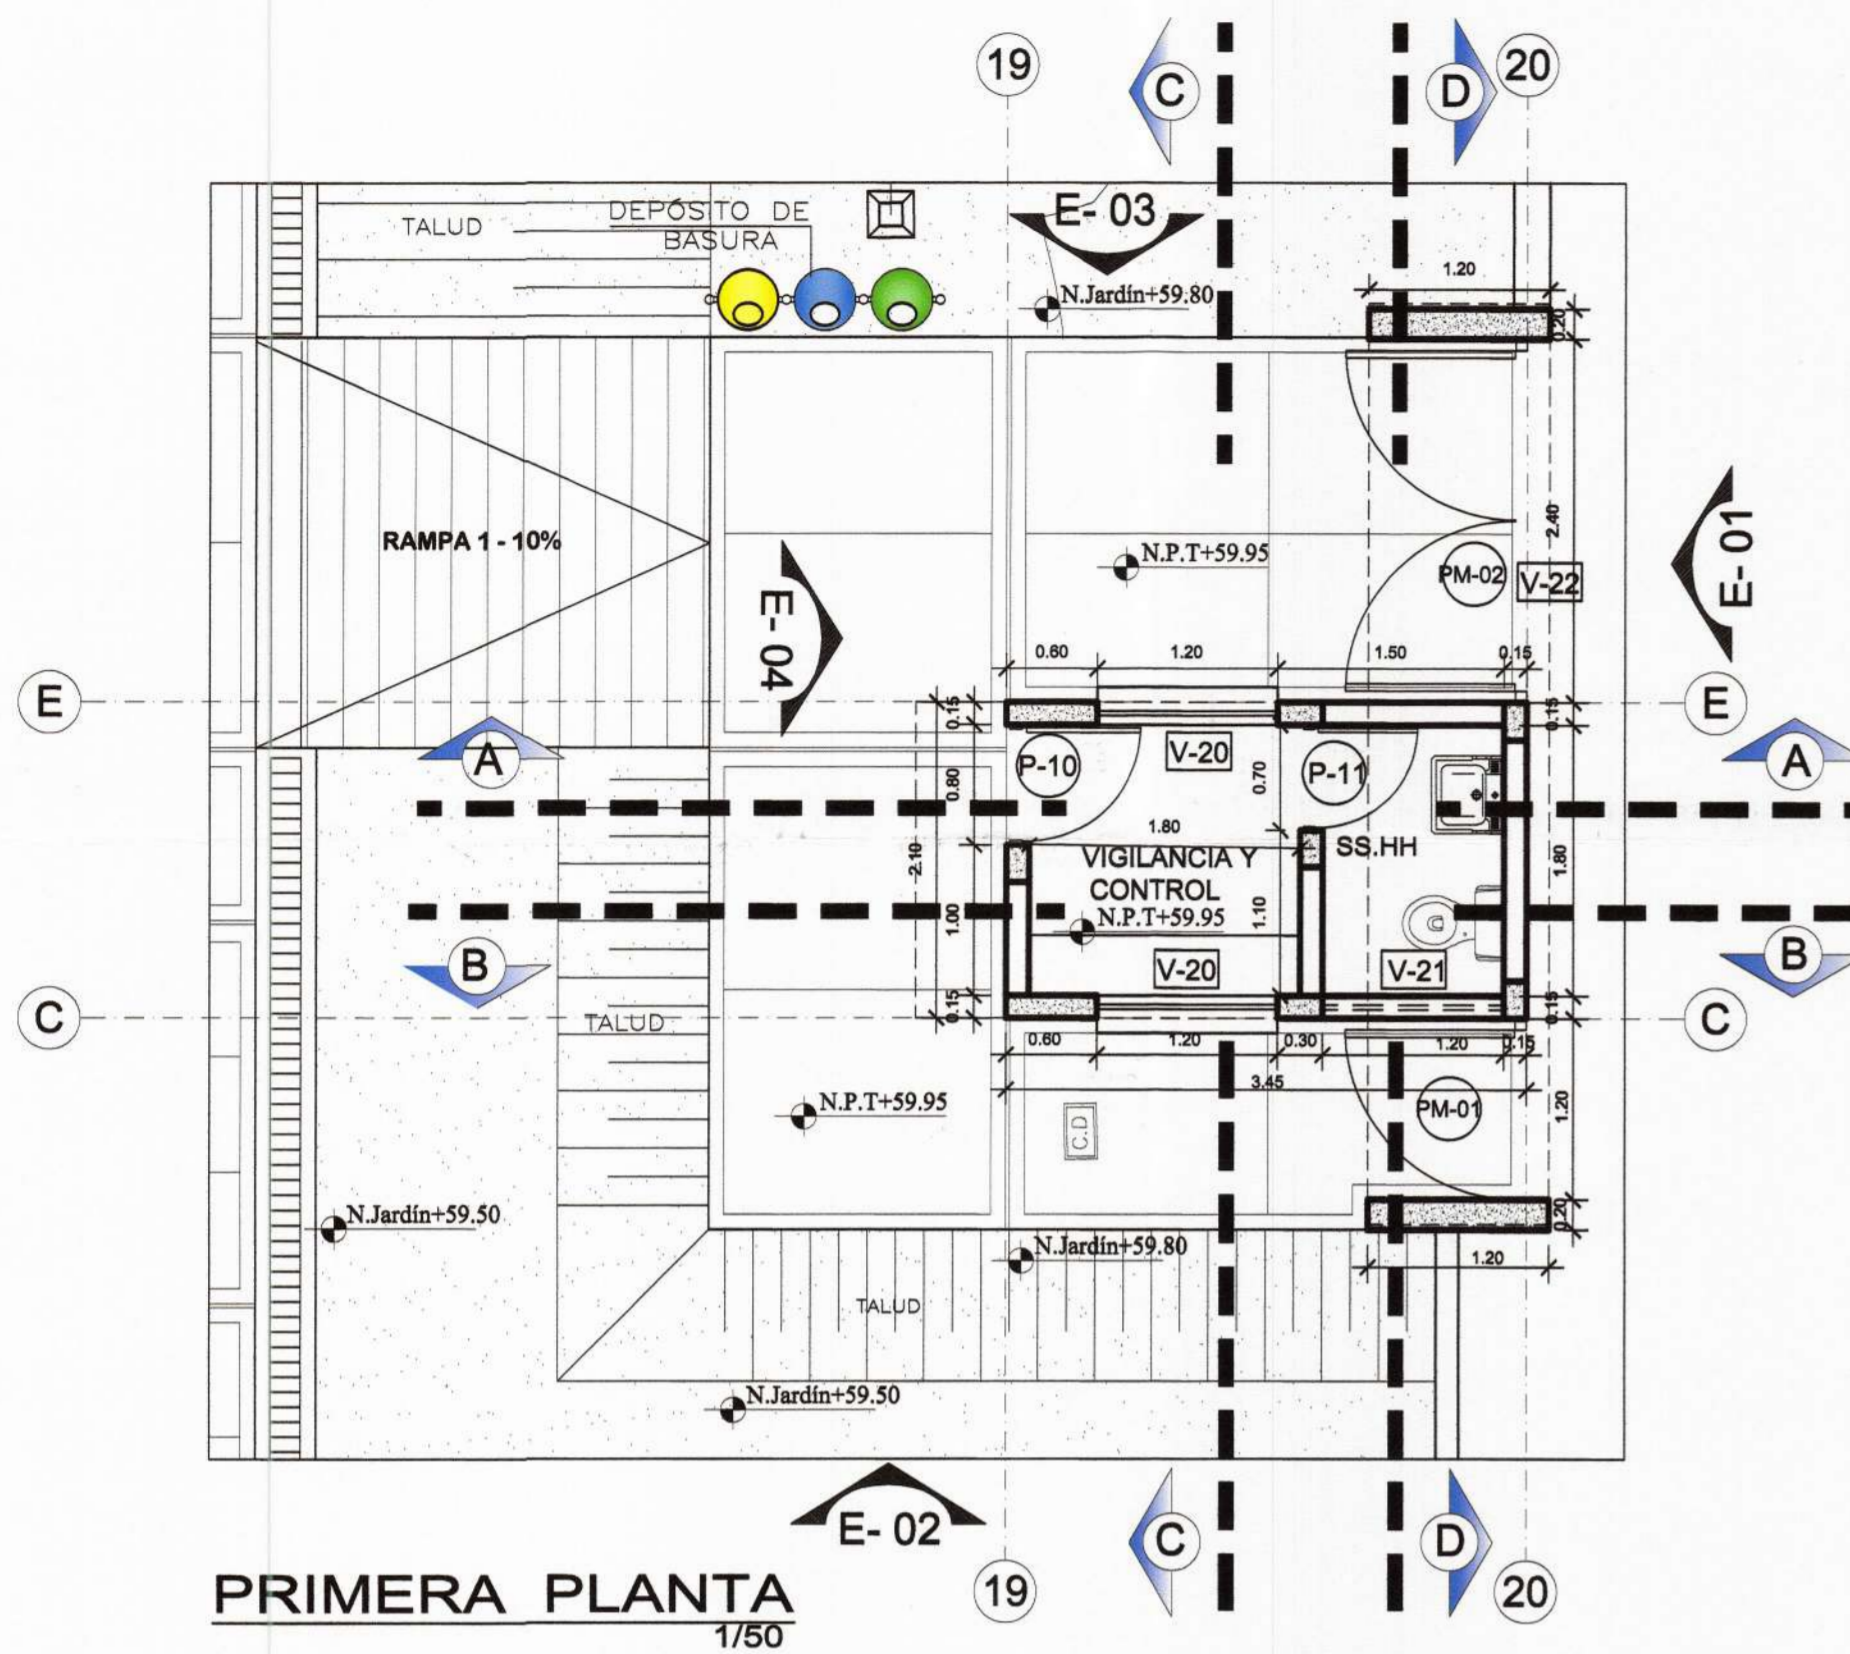 19
C
D
20
TALUD
DEPÓSITO DE
BASURA
E- 03
1.20
N.Jardín+59.80
0.20
RAMPA 1 - 10%
E- 04
N.P.T+59.95
PM-02
V-22
2.40
E- 01
0.60
1.20
1.50
0.15
E
E
0.15
0.15
A
P-10
V-20
P-11
A
0.80
0.70
1.80
2.10
VIGILANCIA Y
CONTROL
SS.HH
1.80
N.P.T+59.95
1.00
1.10
B
V-20
V-21
B
0.15
0.15
C
TALUD
C
0.60
1.20
0.30
1.20
0.15
3.45
N.P.T+59.95
C.D
PM-01
1.20
N.Jardín+59.50
0.20
N.Jardín+59.80
1.20
TALUD
N.Jardín+59.50
E- 02
C
D
19
20
PRIMERA PLANTA
1/50